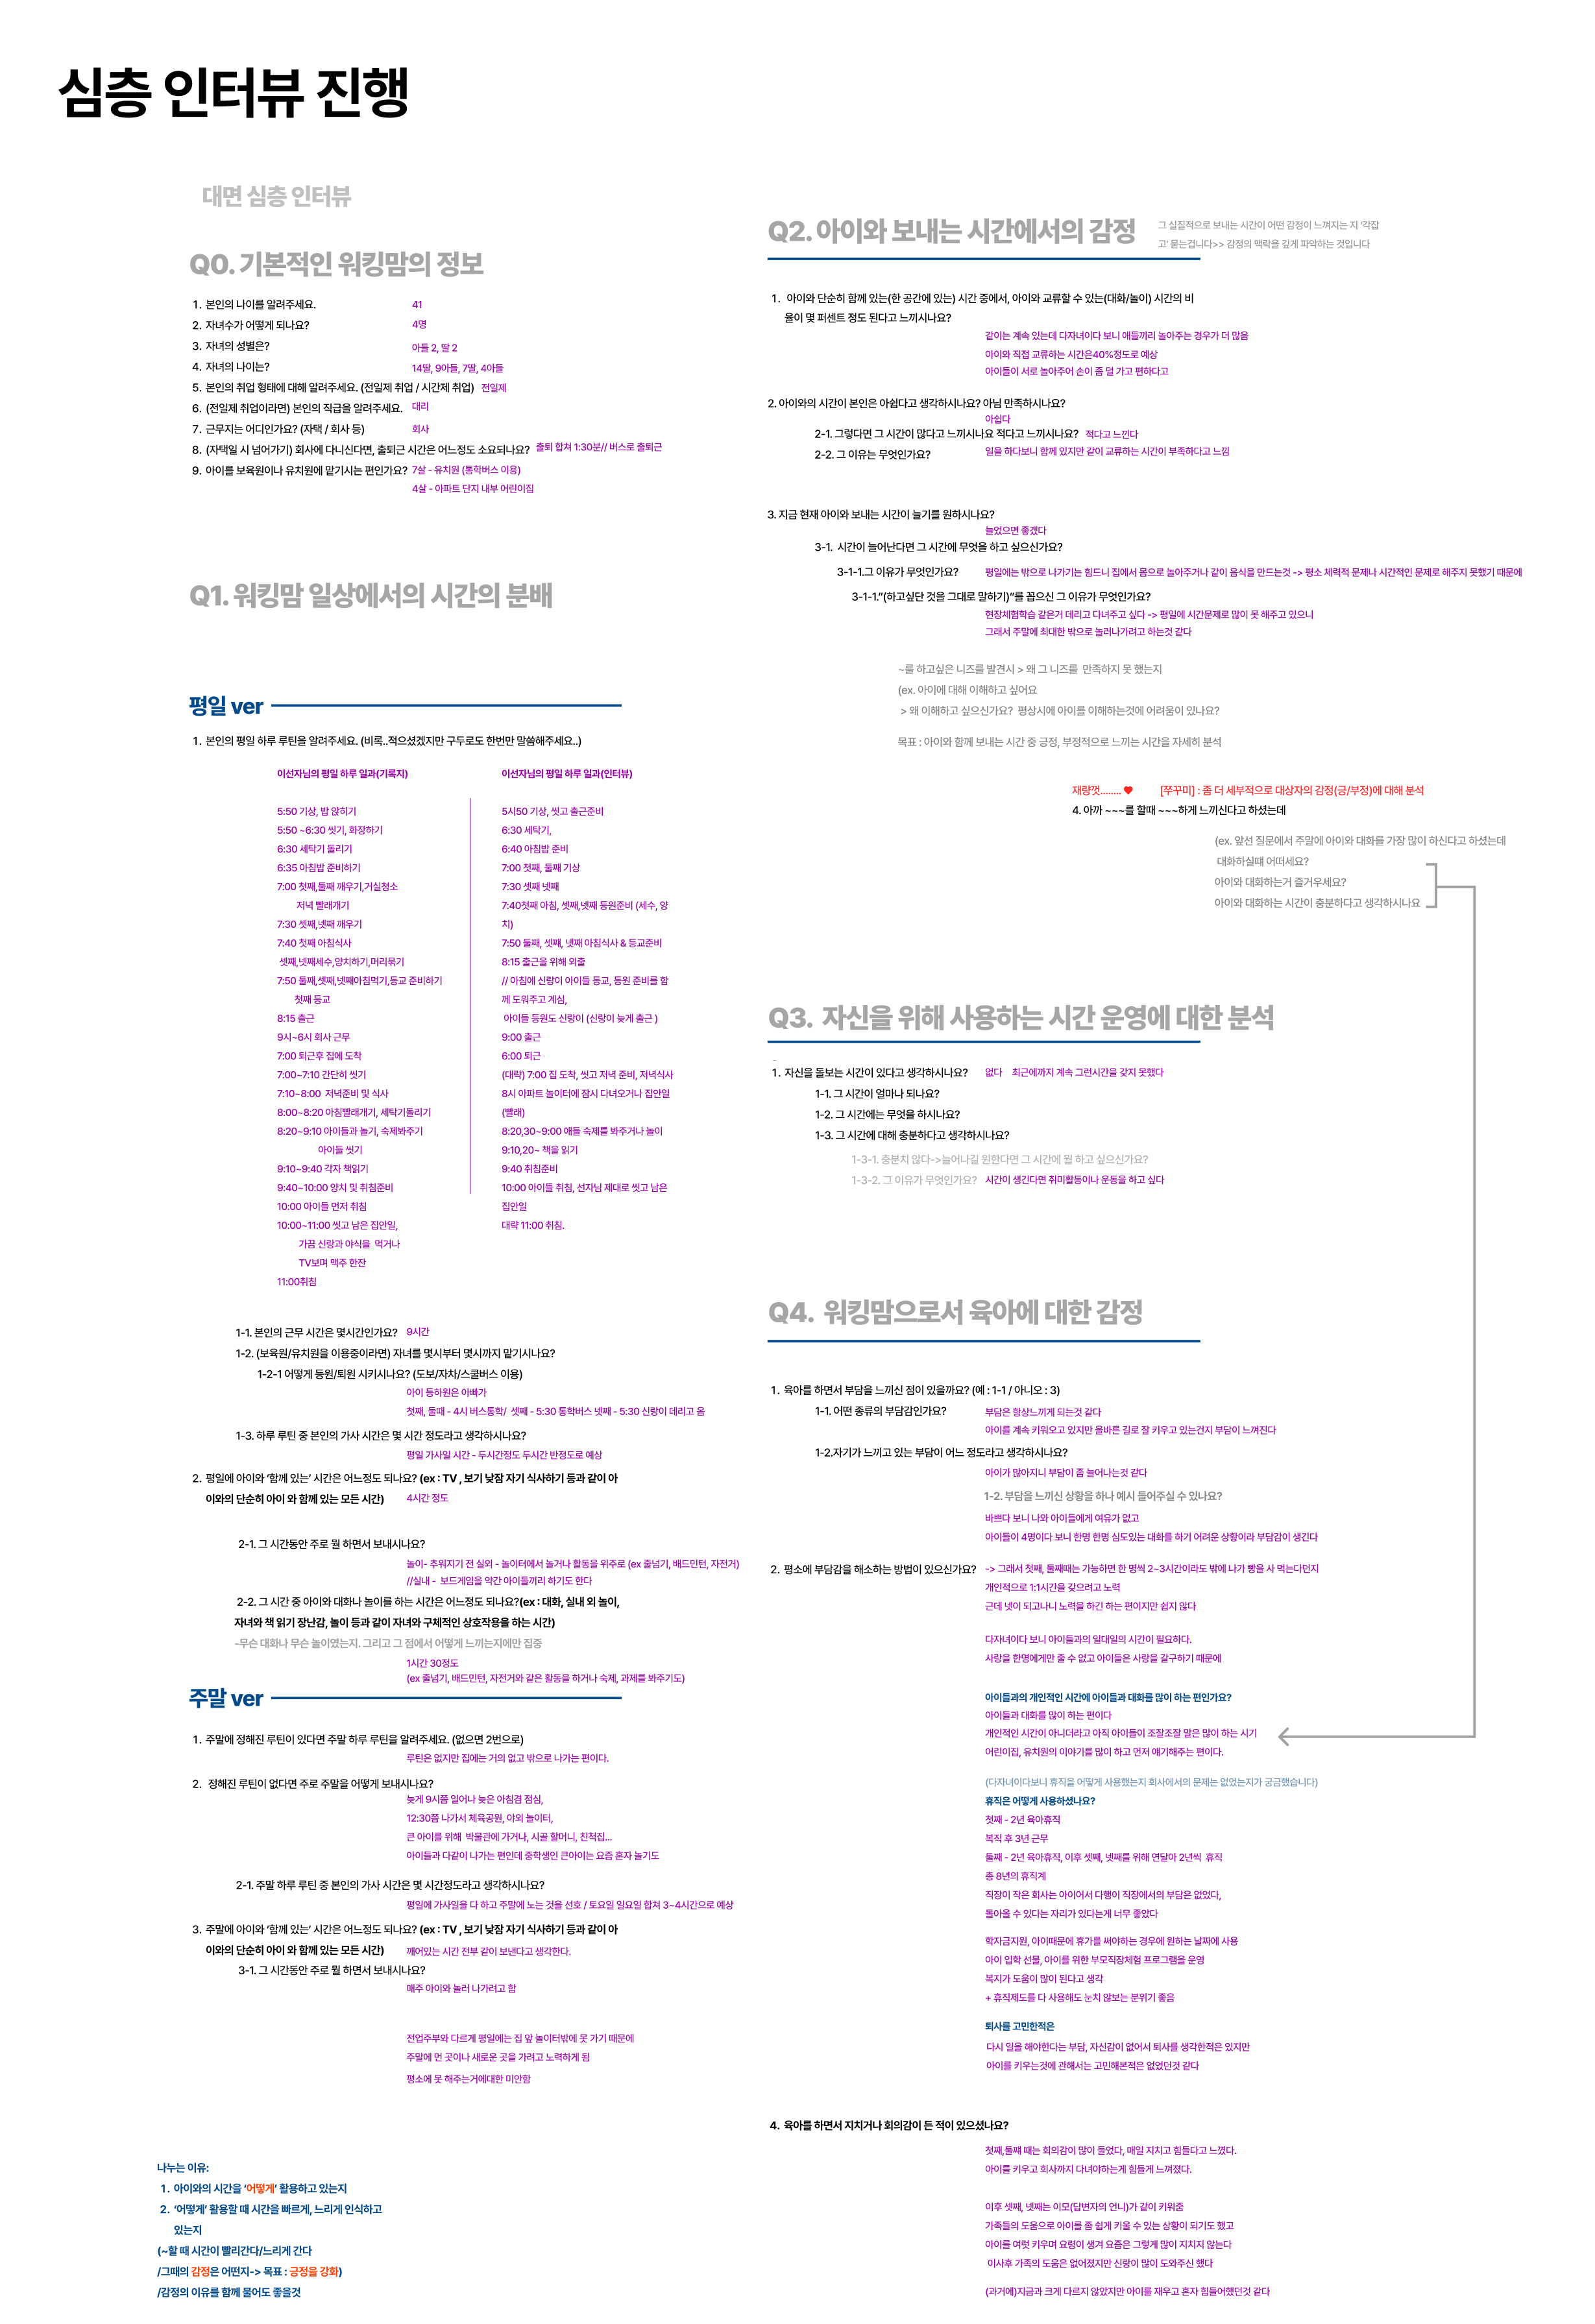 심층 인터뷰 진행
대면 심층 인터뷰
Q0. 기본적인 워킹맘의 정보
1. 본인의 나이를 알려주세요. 41
2. 자녀수가 어떻게 되나요? 4명
3. 자녀의 성별은? 아들 2, 딸 2
4. 자녀의 나이는? 14딸, 9아들, 7딸, 4아들
5. 본인의 취업 형태에 대해 알려주세요. (전일제 취업 / 시간제 취업) 전일제
6. (전일제 취업이라면) 본인의 직급을 알려주세요. 대리
7. 근무지는 어디인가요? (자택 / 회사 등) 회사
8. (자택일 시 넘어가기) 회사에 다니신다면, 출퇴근 시간은 어느정도 소요되나요? 출퇴 합쳐 1:30분// 버스로 출퇴근
9. 아이를 보육원이나 유치원에 맡기시는 편인가요? 7살 - 유치원 (통학버스 이용)
4살 - 아파트 단지 내부 어린이집
Q1. 워킹맘 일상에서의 시간의 분배
평일 ver
1. 본인의 평일 하루 루틴을 알려주세요. (비록..적으셨겠지만 구두로도 한번만 말씀해주세요..)
이선자님의 평일 하루 일과(기록지)
5:50 기상, 밥 앉히기
5:50 ~6:30 씻기, 화장하기
6:30 세탁기 돌리기
6:35 아침밥 준비하기
7:00 첫째,둘째 깨우기,거실청소
저녁 빨래개기
7:30 셋째,넷째 깨우기
7:40 첫째 아침식사
셋째,넷째세수,양치하기,머리묶기
7:50 둘째,셋째,넷째아침먹기,등교 준비하기
첫째 등교
8:15 출근
9시~6시 회사 근무
7:00 퇴근후 집에 도착
7:00~7:10 간단히 씻기
7:10~8:00 저녁준비 및 식사
8:00~8:20 아침빨래개기, 세탁기돌리기
8:20~9:10 아이들과 놀기, 숙제봐주기
아이들 씻기
9:10~9:40 각자 책읽기
9:40~10:00 양치 및 취침준비
10:00 아이들 먼저 취침
10:00~11:00 씻고 남은 집안일,
가끔 신랑과 야식을 먹거나
TV보며 맥주 한잔
11:00취침
이선자님의 평일 하루 일과(인터뷰)
5시50 기상, 씻고 출근준비
6:30 세탁기,
6:40 아침밥 준비
7:00 첫째, 둘째 기상
7:30 셋째 넷째
7:40첫째 아침, 셋째,넷째 등원준비 (세수, 양
치)
7:50 둘째, 셋째, 넷째 아침식사 & 등교준비
8:15 출근을 위해 외출
// 아침에 신랑이 아이들 등교, 등원 준비를 함
께 도와주고 계심,
아이들 등원도 신랑이 (신랑이 늦게 출근 )
9:00 출근
6:00 퇴근
(대략) 7:00 집 도착, 씻고 저녁 준비, 저녁식사
8시 아파트 놀이터에 잠시 다녀오거나 집안일
(빨래)
8:20,30~9:00 애들 숙제를 봐주거나 놀이
9:10,20~ 책을 읽기
9:40 취침준비
10:00 아이들 취침, 선자님 제대로 씻고 남은
집안일
대략 11:00 취침.
1-1. 본인의 근무 시간은 몇시간인가요? 9시간
1-2. (보육원/유치원을 이용중이라면) 자녀를 몇시부터 몇시까지 맡기시나요?
1-2-1 어떻게 등원/퇴원 시키시나요? (도보/자차/스쿨버스 이용)
아이 등하원은 아빠가
첫째, 둘때 - 4시 버스통학/ 셋째 - 5:30 통학버스 넷째 - 5:30 신랑이 데리고 옴
1-3. 하루 루틴 중 본인의 가사 시간은 몇 시간 정도라고 생각하시나요?
평일 가사일 시간 - 두시간정도 두시간 반정도로 예상
2. 평일에 아이와 ‘함께 있는’ 시간은 어느정도 되나요? (ex : TV , 보기 낮잠 자기 식사하기 등과 같이 아
이와의 단순히 아이 와 함께 있는 모든 시간) 4시간 정도
2-1. 그 시간동안 주로 뭘 하면서 보내시나요?
놀이- 추워지기 전 실외 - 놀이터에서 놀거나 활동을 위주로 (ex 줄넘기, 배드민턴, 자전거)
//실내 - 보드게임을 약간 아이들끼리 하기도 한다
2-2. 그 시간 중 아이와 대화나 놀이를 하는 시간은 어느정도 되나요?(ex : 대화, 실내 외 놀이,
자녀와 책 읽기 장난감, 놀이 등과 같이 자녀와 구체적인 상호작용을 하는 시간)
-무슨 대화나 무슨 놀이였는지. 그리고 그 점에서 어떻게 느끼는지에만 집중
1시간 30정도
(ex 줄넘기, 배드민턴, 자전거와 같은 활동을 하거나 숙제, 과제를 봐주기도)
주말 ver
1. 주말에 정해진 루틴이 있다면 주말 하루 루틴을 알려주세요. (없으면 2번으로)
루틴은 없지만 집에는 거의 없고 밖으로 나가는 편이다.
2. 정해진 루틴이 없다면 주로 주말을 어떻게 보내시나요?
늦게 9시쯤 일어나 늦은 아침겸 점심,
12:30쯤 나가서 체육공원, 야외 놀이터,
큰 아이를 위해 박물관에 가거나, 시골 할머니, 친척집...
아이들과 다같이 나가는 편인데 중학생인 큰아이는 요즘 혼자 놀기도
2-1. 주말 하루 루틴 중 본인의 가사 시간은 몇 시간정도라고 생각하시나요?
평일에 가사일을 다 하고 주말에 노는 것을 선호 / 토요일 일요일 합쳐 3~4시간으로 예상
3. 주말에 아이와 ‘함께 있는’ 시간은 어느정도 되나요? (ex : TV , 보기 낮잠 자기 식사하기 등과 같이 아
이와의 단순히 아이 와 함께 있는 모든 시간) 깨어있는 시간 전부 같이 보낸다고 생각한다.
3-1. 그 시간동안 주로 뭘 하면서 보내시나요?
매주 아이와 놀러 나가려고 함
전업주부와 다르게 평일에는 집 앞 놀이터밖에 못 가기 때문에
주말에 먼 곳이나 새로운 곳을 가려고 노력하게 됨
평소에 못 해주는거에대한 미안함
나누는 이유:
1. 아이와의 시간을 ‘어떻게’ 활용하고 있는지
2. ‘어떻게’ 활용할 때 시간을 빠르게, 느리게 인식하고
있는지
(~할 때 시간이 빨리간다/느리게 간다
/그때의 감정은 어떤지-> 목표 : 긍정을 강화)
/감정의 이유를 함께 물어도 좋을것
Q2. 아이와 보내는 시간에서의 감정
그 실질적으로 보내는 시간이 어떤 감정이 느껴지는 지 ‘각잡
고’ 묻는겁니다>> 감정의 맥락을 깊게 파악하는 것입니다
1. 아이와 단순히 함께 있는(한 공간에 있는) 시간 중에서, 아이와 교류할 수 있는(대화/놀이) 시간의 비
율이 몇 퍼센트 정도 된다고 느끼시나요?
같이는 계속 있는데 다자녀이다 보니 애들끼리 놀아주는 경우가 더 많음
아이와 직접 교류하는 시간은40%정도로 예상
아이들이 서로 놀아주어 손이 좀 덜 가고 편하다고
2. 아이와의 시간이 본인은 아쉽다고 생각하시나요? 아님 만족하시나요?
아쉽다
2-1. 그렇다면 그 시간이 많다고 느끼시나요 적다고 느끼시나요? 적다고 느낀다
2-2. 그 이유는 무엇인가요? 일을 하다보니 함께 있지만 같이 교류하는 시간이 부족하다고 느낌
3. 지금 현재 아이와 보내는 시간이 늘기를 원하시나요?
늘었으면 좋겠다
3-1. 시간이 늘어난다면 그 시간에 무엇을 하고 싶으신가요?
3-1-1.그 이유가 무엇인가요? 평일에는 밖으로 나가기는 힘드니 집에서 몸으로 놀아주거나 같이 음식을 만드는것 -> 평소 체력적 문제나 시간적인 문제로 해주지 못했기 때문에
3-1-1.”(하고싶단 것을 그대로 말하기)”를 꼽으신 그 이유가 무엇인가요?
현장체험학습 같은거 데리고 다녀주고 싶다 -> 평일에 시간문제로 많이 못 해주고 있으니
그래서 주말에 최대한 밖으로 놀러나가려고 하는것 같다
~를 하고싶은 니즈를 발견시 > 왜 그 니즈를 만족하지 못 했는지
(ex. 아이에 대해 이해하고 싶어요
> 왜 이해하고 싶으신가요? 평상시에 아이를 이해하는것에 어려움이 있나요?
목표 : 아이와 함께 보내는 시간 중 긍정, 부정적으로 느끼는 시간을 자세히 분석
재량껏........ ♥ [쭈꾸미] : 좀 더 세부적으로 대상자의 감정(긍/부정)에 대해 분석
4. 아까 ~~~를 할때 ~~~하게 느끼신다고 하셨는데
(ex. 앞선 질문에서 주말에 아이와 대화를 가장 많이 하신다고 하셨는데
대화하실떄 어떠세요?
아이와 대화하는거 즐거우세요?
아이와 대화하는 시간이 충분하다고 생각하시나요
Q3. 자신을 위해 사용하는 시간 운영에 대한 분석
1. 자신을 돌보는 시간이 있다고 생각하시나요? 없다 최근에까지 계속 그런시간을 갖지 못했다
1-1. 그 시간이 얼마나 되나요?
1-2. 그 시간에는 무엇을 하시나요?
1-3. 그 시간에 대해 충분하다고 생각하시나요?
1-3-1. 충분치 않다->늘어나길 원한다면 그 시간에 뭘 하고 싶으신가요?
1-3-2. 그 이유가 무엇인가요? 시간이 생긴다면 취미활동이나 운동을 하고 싶다
Q4. 워킹맘으로서 육아에 대한 감정
1. 육아를 하면서 부담을 느끼신 점이 있을까요? (예 : 1-1 / 아니오 : 3)
1-1. 어떤 종류의 부담감인가요? 부담은 항상느끼게 되는것 같다
아이를 계속 키워오고 있지만 올바른 길로 잘 키우고 있는건지 부담이 느껴진다
1-2.자기가 느끼고 있는 부담이 어느 정도라고 생각하시나요?
아이가 많아지니 부담이 좀 늘어나는것 같다
1-2. 부담을 느끼신 상황을 하나 예시 들어주실 수 있나요?
바쁘다 보니 나와 아이들에게 여유가 없고
아이들이 4명이다 보니 한명 한명 심도있는 대화를 하기 어려운 상황이라 부담감이 생긴다
2. 평소에 부담감을 해소하는 방법이 있으신가요? -> 그래서 첫째, 둘째때는 가능하면 한 명씩 2~3시간이라도 밖에 나가 빵을 사 먹는다던지
개인적으로 1:1시간을 갖으려고 노력
근데 넷이 되고나니 노력을 하긴 하는 편이지만 쉽지 않다
다자녀이다 보니 아이들과의 일대일의 시간이 필요하다.
사랑을 한명에게만 줄 수 없고 아이들은 사랑을 갈구하기 때문에
아이들과의 개인적인 시간에 아이들과 대화를 많이 하는 편인가요?
아이들과 대화를 많이 하는 편이다
개인적인 시간이 아니더라고 아직 아이들이 조잘조잘 말은 많이 하는 시기
어린이집, 유치원의 이야기를 많이 하고 먼저 얘기해주는 편이다.
(다자녀이다보니 휴직을 어떻게 사용했는지 회사에서의 문제는 없었는지가 궁금했습니다)
휴직은 어떻게 사용하셨나요?
첫째 - 2년 육아휴직
복직 후 3년 근무
둘째 - 2년 육아휴직, 이후 셋째, 넷째를 위해 연달아 2년씩 휴직
총 8년의 휴직계
직장이 작은 회사는 아이어서 다행이 직장에서의 부담은 없었다,
돌아올 수 있다는 자리가 있다는게 너무 좋았다
학자금지원, 아이때문에 휴가를 써야하는 경우에 원하는 날짜에 사용
아이 입학 선물, 아이를 위한 부모직장체험 프로그램을 운영
복지가 도움이 많이 된다고 생각
+ 휴직제도를 다 사용해도 눈치 않보는 분위기 좋음
퇴사를 고민한적은
다시 일을 해야한다는 부담, 자신감이 없어서 퇴사를 생각한적은 있지만
아이를 키우는것에 관해서는 고민해본적은 없었던것 같다
4. 육아를 하면서 지치거나 회의감이 든 적이 있으셨나요?
첫째,둘쨰 때는 회의감이 많이 들었다, 매일 지치고 힘들다고 느꼈다.
아이를 키우고 회사까지 다녀야하는게 힘들게 느껴졌다.
이후 셋째, 넷째는 이모(답변자의 언니)가 같이 키워줌
가족들의 도움으로 아이를 좀 쉽게 키울 수 있는 상황이 되기도 했고
아이를 여럿 키우며 요령이 생겨 요즘은 그렇게 많이 지치지 않는다
이사후 가족의 도움은 없어졌지만 신랑이 많이 도와주신 했다
(과거에)지금과 크게 다르지 않았지만 아이를 재우고 혼자 힘들어했던것 같다